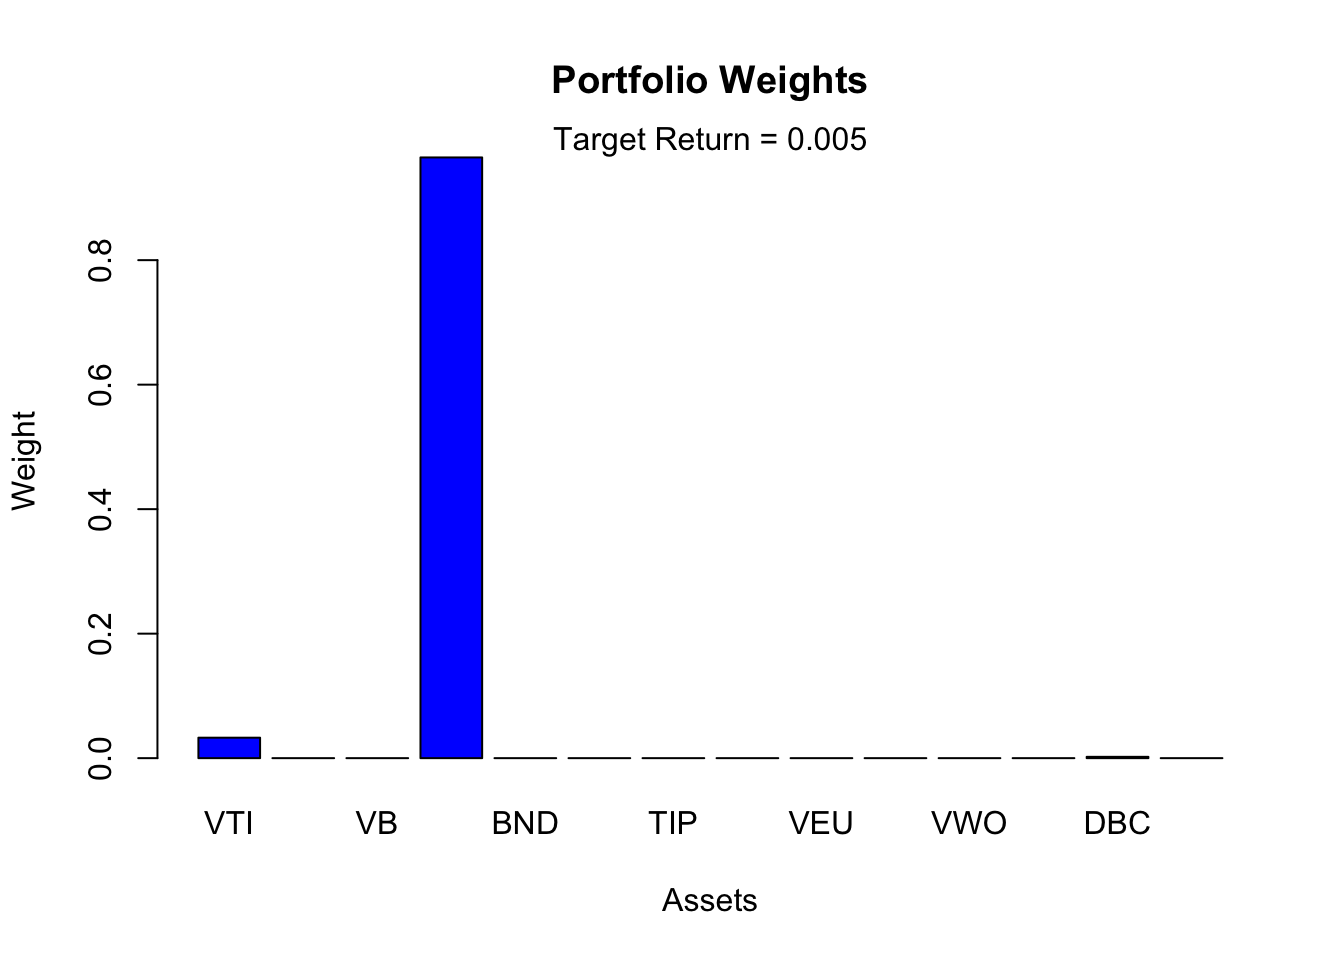 Portfolio Weights
Target Return = 0.005
Weight
0.8
0.6
0.4
0.2
0.0
VTI VB BND TIP VEU VWO DBC
Assets